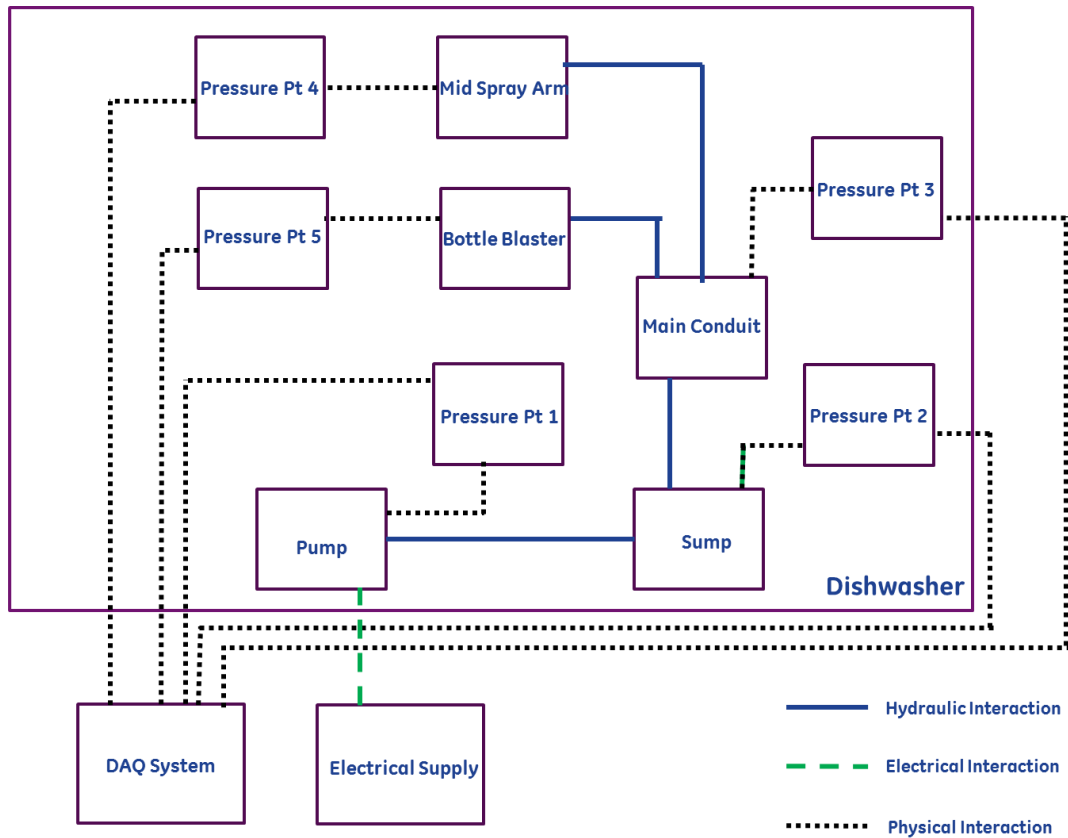 Pressure Pt 4
Mid Spray Arm
Pressure Pt 3
Pressure Pt 5
Bottle Blaster
Main Conduit
Pressure Pt 1
Pressure Pt 2
Pump
Sump
Dishwasher
DAQ System
Electrical Supply
Hydraulic Interaction
Electrical Interaction
Physical Interaction